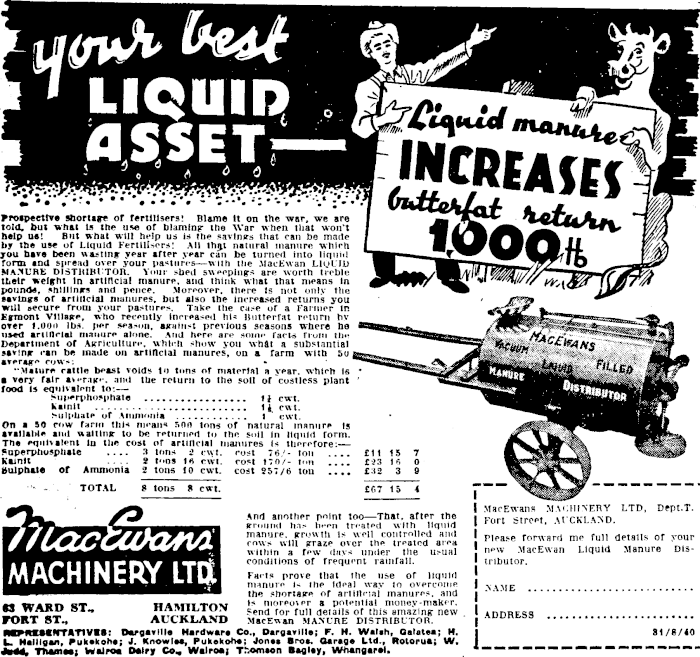 your best
LIQUID
ASSET—
Liquid manure
INCREASES
butterfat return
1,000 lb
Prospective shortage of fertilisers! Blame it on the war, we are
told, but what is the use of blaming the War when that won't
help us! But what will help us is the savings that can be made
by the use of Liquid Fertilisers! All that natural manure which
you have been wasting year after year can be turned into liquid
form and spread over your pastures—with the MacEwan LIQUID
MANURE DISTRIBUTOR. Your shed sweepings are worth treble
their weight in artificial manure, and think what that means in
pounds, shillings and pence. Moreover, there is not only the
savings of artificial manures, but also the increased returns you
will secure from your pastures. Take the case of a Farmer in
Egmont Village, who recently increased his Butterfat return by
over 1,000 lbs. per season, against previous seasons where he
used artificial manure alone. And here are some facts from the
Department of Agriculture, which show you what a substantial
saving can be made on artificial manures, on a farm with 50
average cows:
"Mature cattle beast voids 10 tons of material a year, which is
a very fair average, and the return to the soil of costless plant
food is equivalent to:—
Superphosphate ................ 1¼ cwt.
Kainit ................ cwt.
Sulphate of Ammonia ................ 1 cwt.
On a 50 cow farm this means 500 tons of natural manure is
available and waiting to be returned to the soil in liquid form.
The equivalent in the cost of artificial manures is therefore:—
Superphosphate .... 3 tons 2 cwt. cost 76/- ton .... £11 15 7
Kainit .... 2 tons 16 cwt. cost 170/- ton .... £23 16 0
Sulphate of Ammonia 2 tons 10 cwt. cost 257/6 ton .... £32 3 9
TOTAL 8 tons 8 cwt. £67 15 4
MACEWANS
VACUUM FILLED
LIQUID
MANURE DISTRIBUTOR
MacEwans
MACHINERY LTD
63 WARD ST., HAMILTON
FORT ST., AUCKLAND
And another point too—That, after the
ground has been treated with liquid
manure, growth is well controlled and
cows will graze over the treated area
within a few days under the usual
conditions of frequent rainfall.
Facts prove that the use of liquid
manure is the ideal way to overcome
the shortage of artificial manures, and
is moreover a potential money-maker.
Send for full details of this amazing new
MacEwan MANURE DISTRIBUTOR.
MacEwans MACHINERY LTD, Dept.T.
Fort Street, AUCKLAND.
Please forward me full details of your
new MacEwan Liquid Manure Dis-
tributor.
NAME ........................
ADDRESS ....................
31/8/40
REPRESENTATIVES: Dargaville Hardware Co., Dargaville; F. H. Walsh, Galatea; H.
L. Halligan, Pukekohe; J. Knowles, Pukekohe; Jones Bros. Garage Ltd., Rotorua; W.
Judd, Thames; Wairoa Dairy Co., Wairoa; Thomson Bagley, Whangarei.